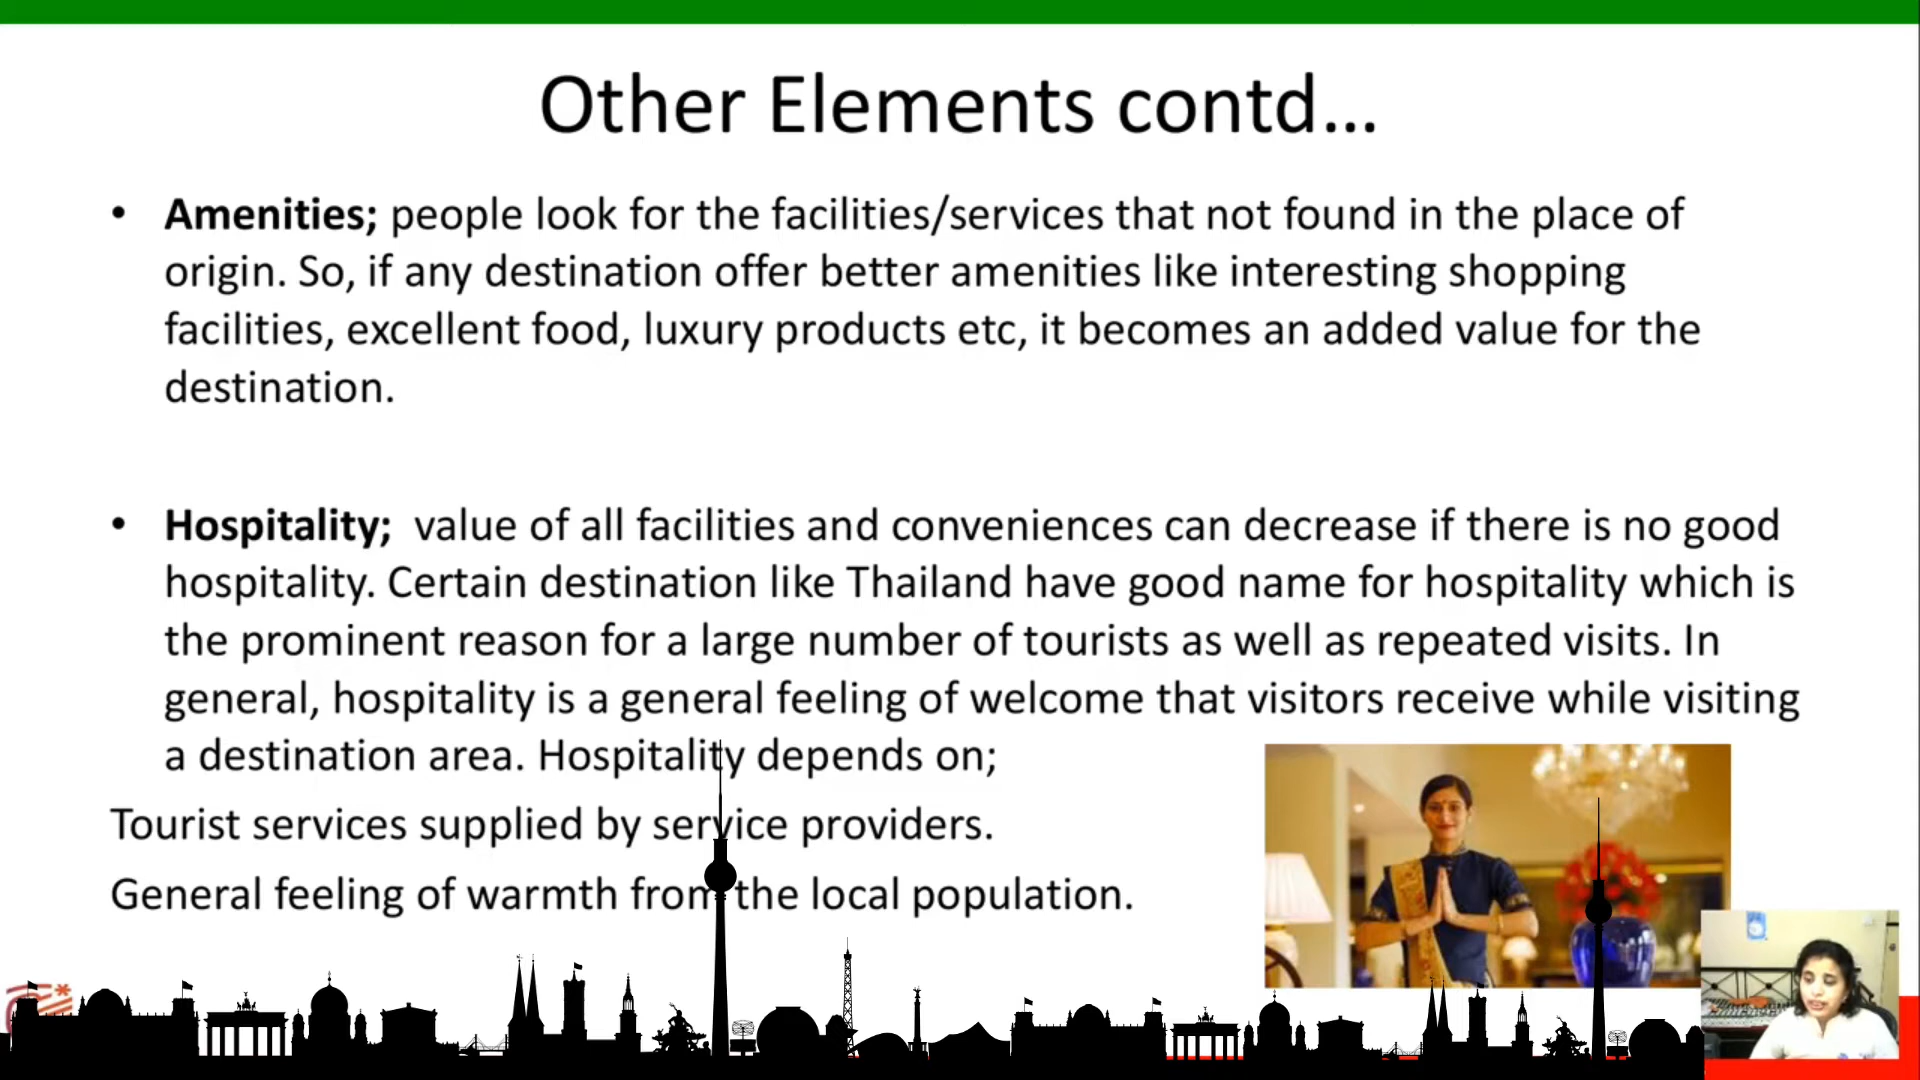 Other Elements contd...
• Amenities; people look for the facilities/services that not found in the place of
origin. So, if any destination offer better amenities like interesting shopping
facilities, excellent food, luxury products etc, it becomes an added value for the
destination.
• Hospitality; value of all facilities and conveniences can decrease if there is no good
hospitality. Certain destination like Thailand have good name for hospitality which is
the prominent reason for a large number of tourists as well as repeated visits. In
general, hospitality is a general feeling of welcome that visitors receive while visiting
a destination area. Hospitality depends on;
Tourist services supplied by service providers.
General feeling of warmth from the local population.